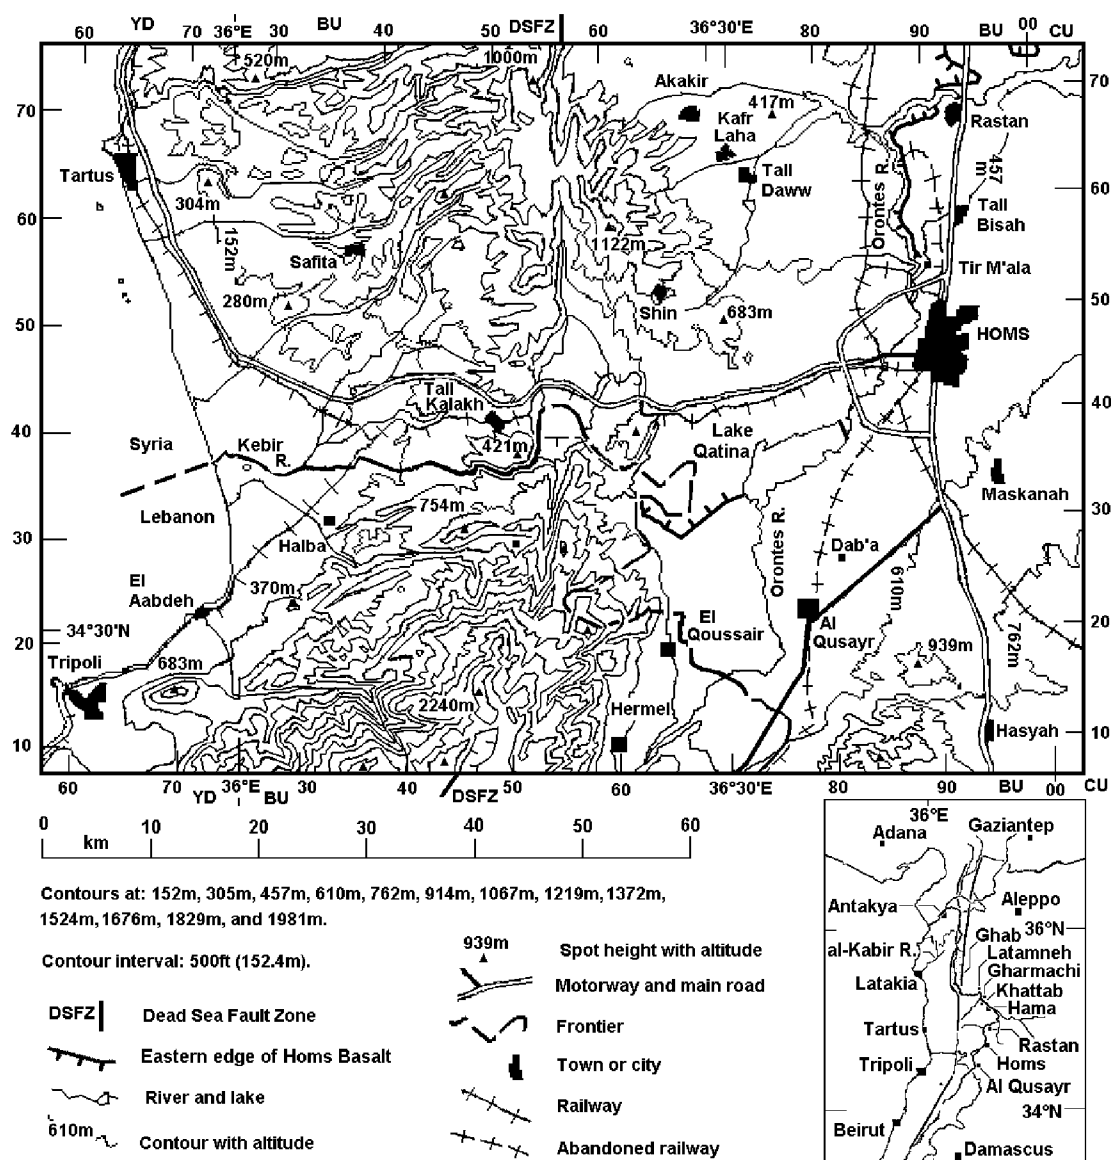 YD BU DSFZ BU CU
60 70 36°E 30 40 50 60 36°30'E 80 90 00
520m
1000m
Akakir
417m
70
70
Kafr
Laha
Rastan
Tartus
Tall
Daww
457
m
60
304m
Orontes R.
Tall
Bisah
60
152m
1122m
Safita
Tir M'ala
280m
Shin
683m
50
50
HOMS
Tall
Kalakh
40
40
Lake
Qatina
Syria
Kebir
R.
421m
Maskanah
Lebanon
754m
30
30
Halba
Orontes R.
Dab'a
El
Aabdeh
370m
610m
34°30'N
El
Qoussair
Al
Qusayr
20
20
762m
Tripoli
683m
939m
2240m
Hermel
Hasyah
10
10
60 70 36°E 30 40 50 60 36°30'E 80 90 00
YD BU DSFZ BU CU
0 10 20 30 40 50 60
km
Contours at: 152m, 305m, 457m, 610m, 762m, 914m, 1067m, 1219m, 1372m,
1524m, 1676m, 1829m, and 1981m.
Contour interval: 500ft (152.4m).
DSFZ Dead Sea Fault Zone
Eastern edge of Homs Basalt
River and lake
610m Contour with altitude
939m Spot height with altitude
Motorway and main road
Frontier
Town or city
Railway
Abandoned railway
36°E
Adana
Gaziantep
Antakya
Aleppo
36°N
al-Kabir R.
Ghab
Latamneh
Gharmachi
Latakia
Khattab
Hama
Tartus
Rastan
Tripoli
Homs
Al Qusayr
34°N
Beirut
Damascus